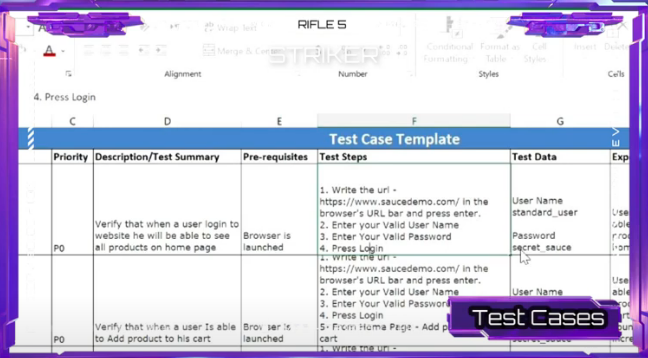 RIFLE 5
STRIKER
Wrap Text
Merge & Cen
Conditional
Formatting
Format as
Table
Cell
Styles
Insert
Delete
Alignment
Number
Styles
Cells
4. Press Login
C D E F G
Test Case Template
Priority Description/Test Summary Pre-requisites Test Steps Test Data
1. Write the url -
https://www.saucedemo.com/ in the
browser's URL bar and press enter.
2. Enter your Valid User Name
3. Enter Your Valid Password
4. Press Login
User Name
standard_user
Password
secret_sauce
Verify that when a user login to
website he will be able to see
all products on home page
Browser is
launched
P0
1. Write the url -
https://www.saucedemo.com/ in the
browser's URL bar and press enter.
2. Enter your Valid User Name
3. Enter Your Valid Password
4. Press Login
5- From Home Page - Add
cart
User Name
secret_sauce
Verify that when a user Is able
to Add product to his cart
Browser is
launched
P0
1. Write the url -
Test Cases